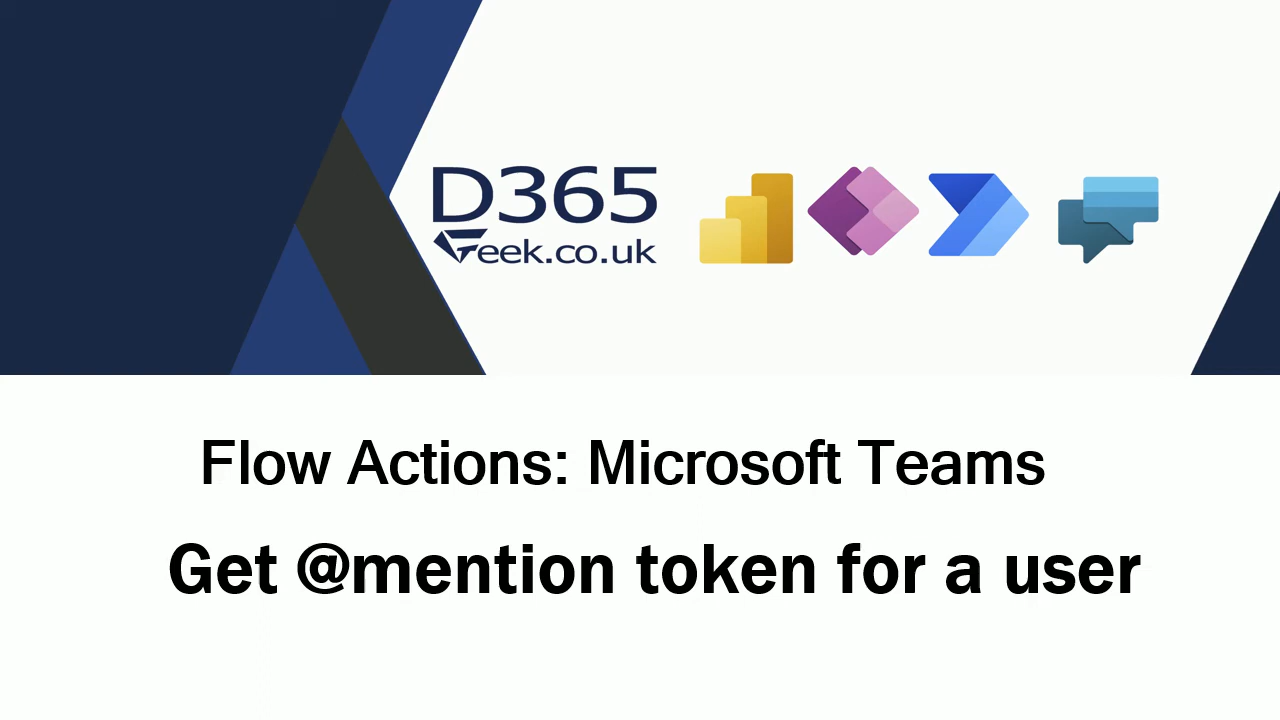 D365
Geek.co.uk
Flow Actions: Microsoft Teams
Get @mention token for a user